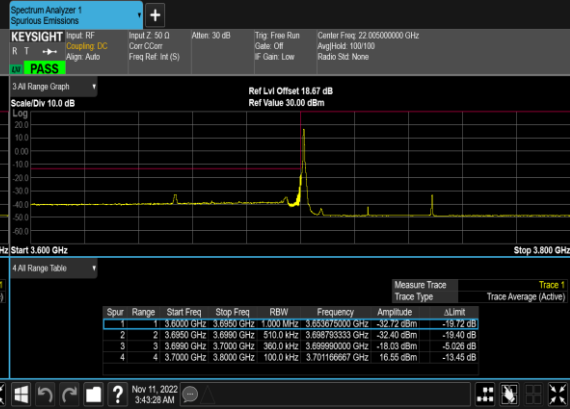 Spectrum Analyzer 1
Spurious Emissions
+
KEYSIGHT Input: RF Input Z: 50 Ω Atten: 30 dB Trig: Free Run Center Freq: 22.005000000 GHz
R T Coupling: DC Corr CCorr Gate: Off Avg|Hold: 100/100
Align: Auto Freq Ref: Int (S) IF Gain: Low Radio Std: None
PASS
3 All Range Graph
Ref Lvl Offset 18.67 dB
Scale/Div 10.0 dB Ref Value 30.00 dBm
Log
20.0
10.0
0.00
-10.0
-20.0
-30.0
-40.0
-50.0
-60.0
Hz Start 3.600 GHz Stop 3.800 GHz
4 All Range Table
Measure Trace Trace 1
Trace Type Trace Average (Active)
Spur Range Start Freq Stop Freq RBW Frequency Amplitude ΔLimit
1 1 3.6000 GHz 3.6950 GHz 1.000 MHz 3.653675000 GHz -32.72 dBm -19.72 dB
2 2 3.6950 GHz 3.6990 GHz 510.0 kHz 3.698793333 GHz -32.40 dBm -19.40 dB
3 3 3.6990 GHz 3.7000 GHz 360.0 kHz 3.699990000 GHz -18.03 dBm -5.026 dB
4 4 3.7000 GHz 3.8000 GHz 100.0 kHz 3.701166667 GHz 16.55 dBm -13.45 dB
?
Nov 11, 2022
3:43:28 AM